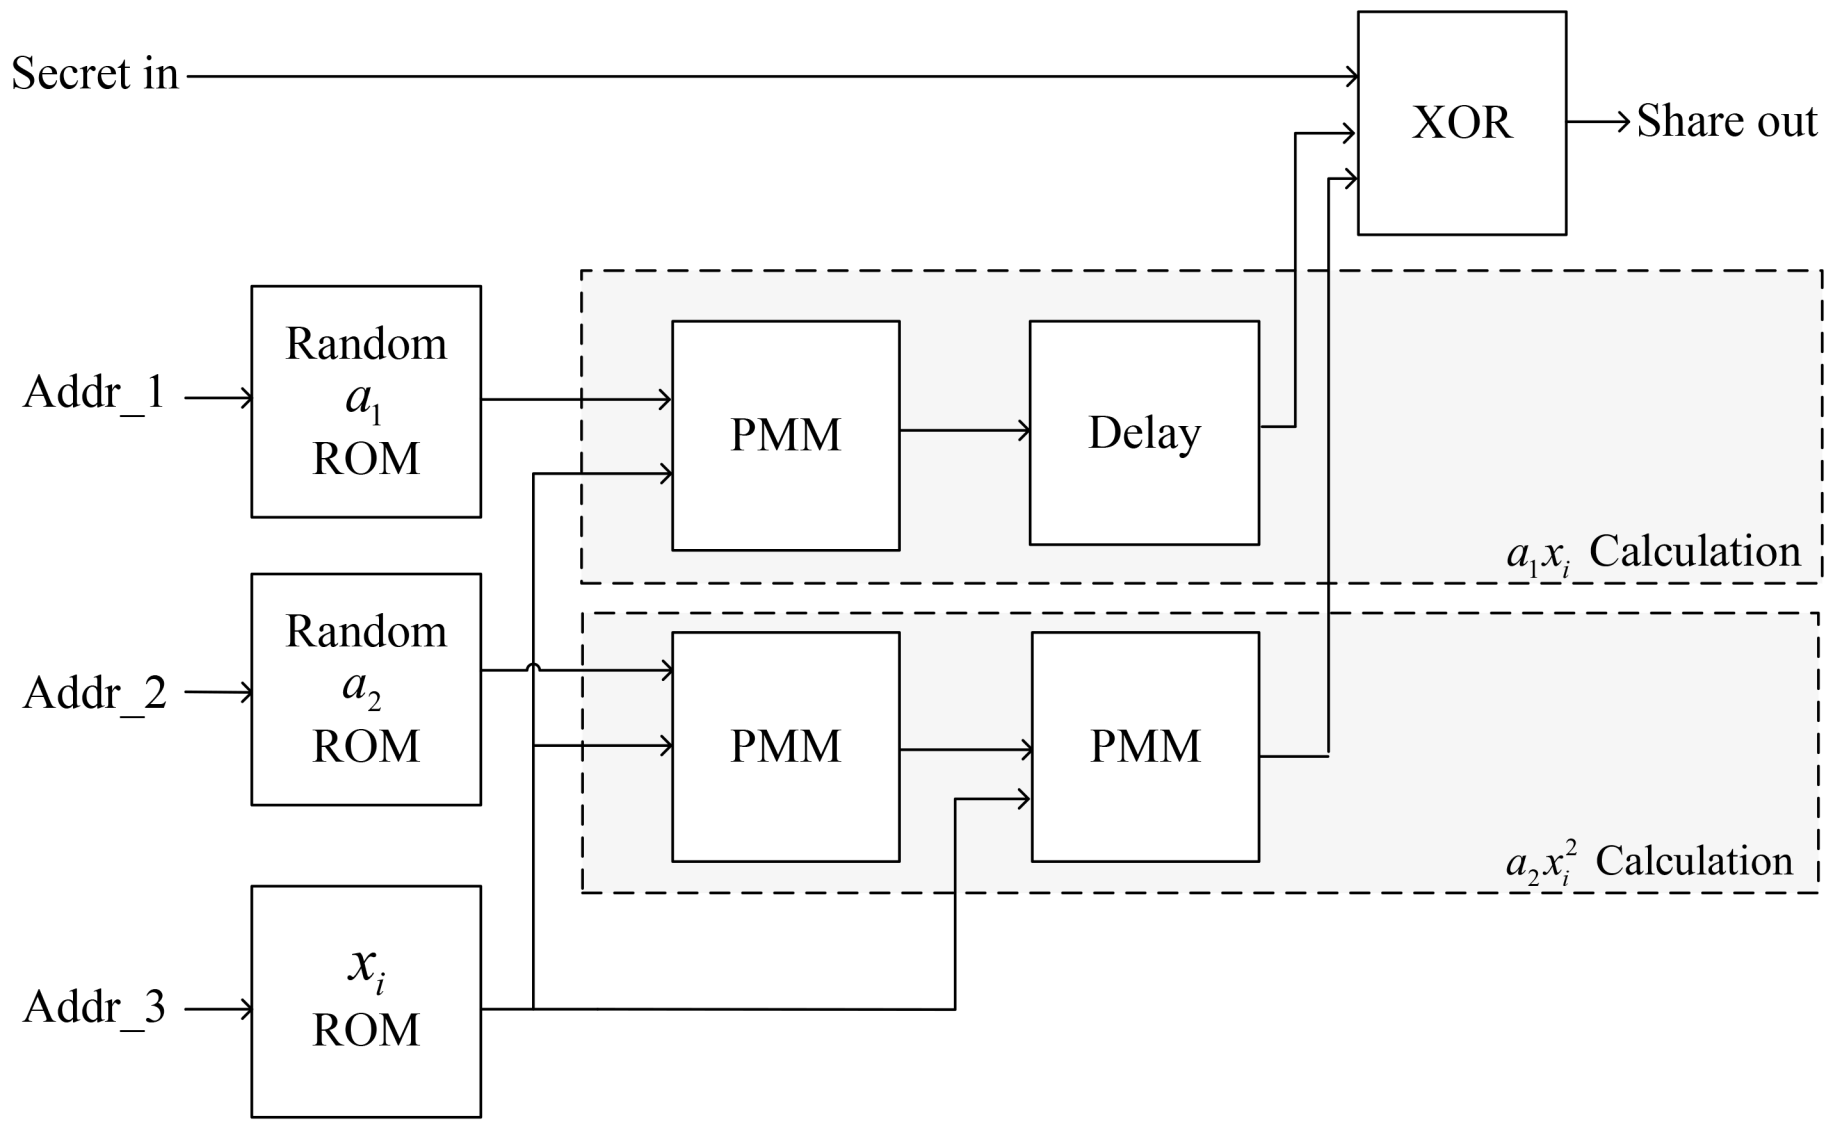 Secret in
XOR
Share out
Addr_1
Random
a₁
ROM
PMM
Delay
a₁xᵢ Calculation
Addr_2
Random
a₂
ROM
PMM
PMM
a₂xᵢ² Calculation
Addr_3
xᵢ
ROM